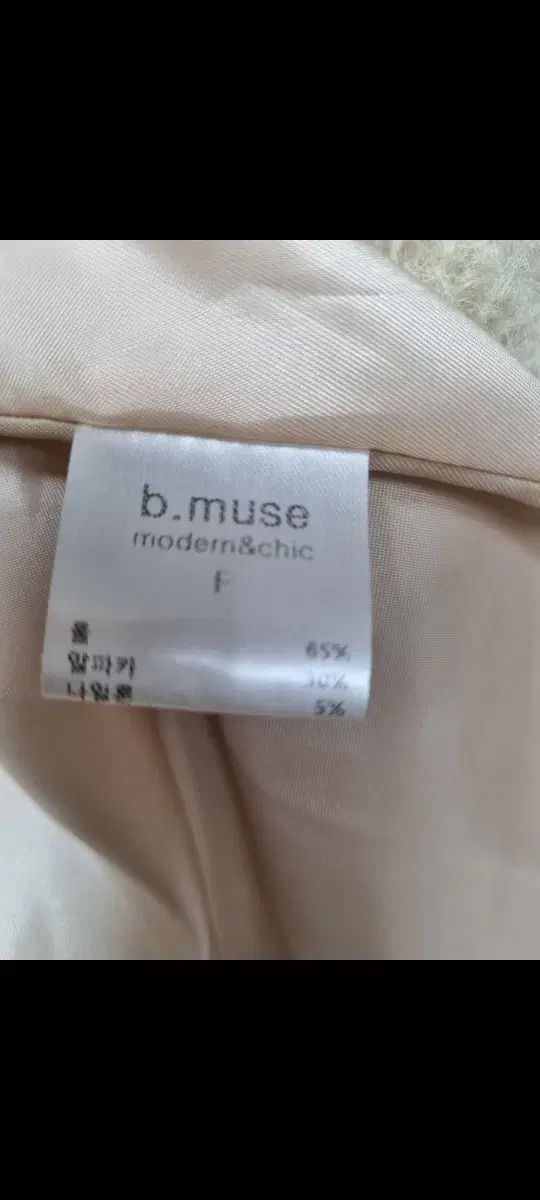 b.muse
modern&chic
F
울 65%
알파카 30%
나일론 5%